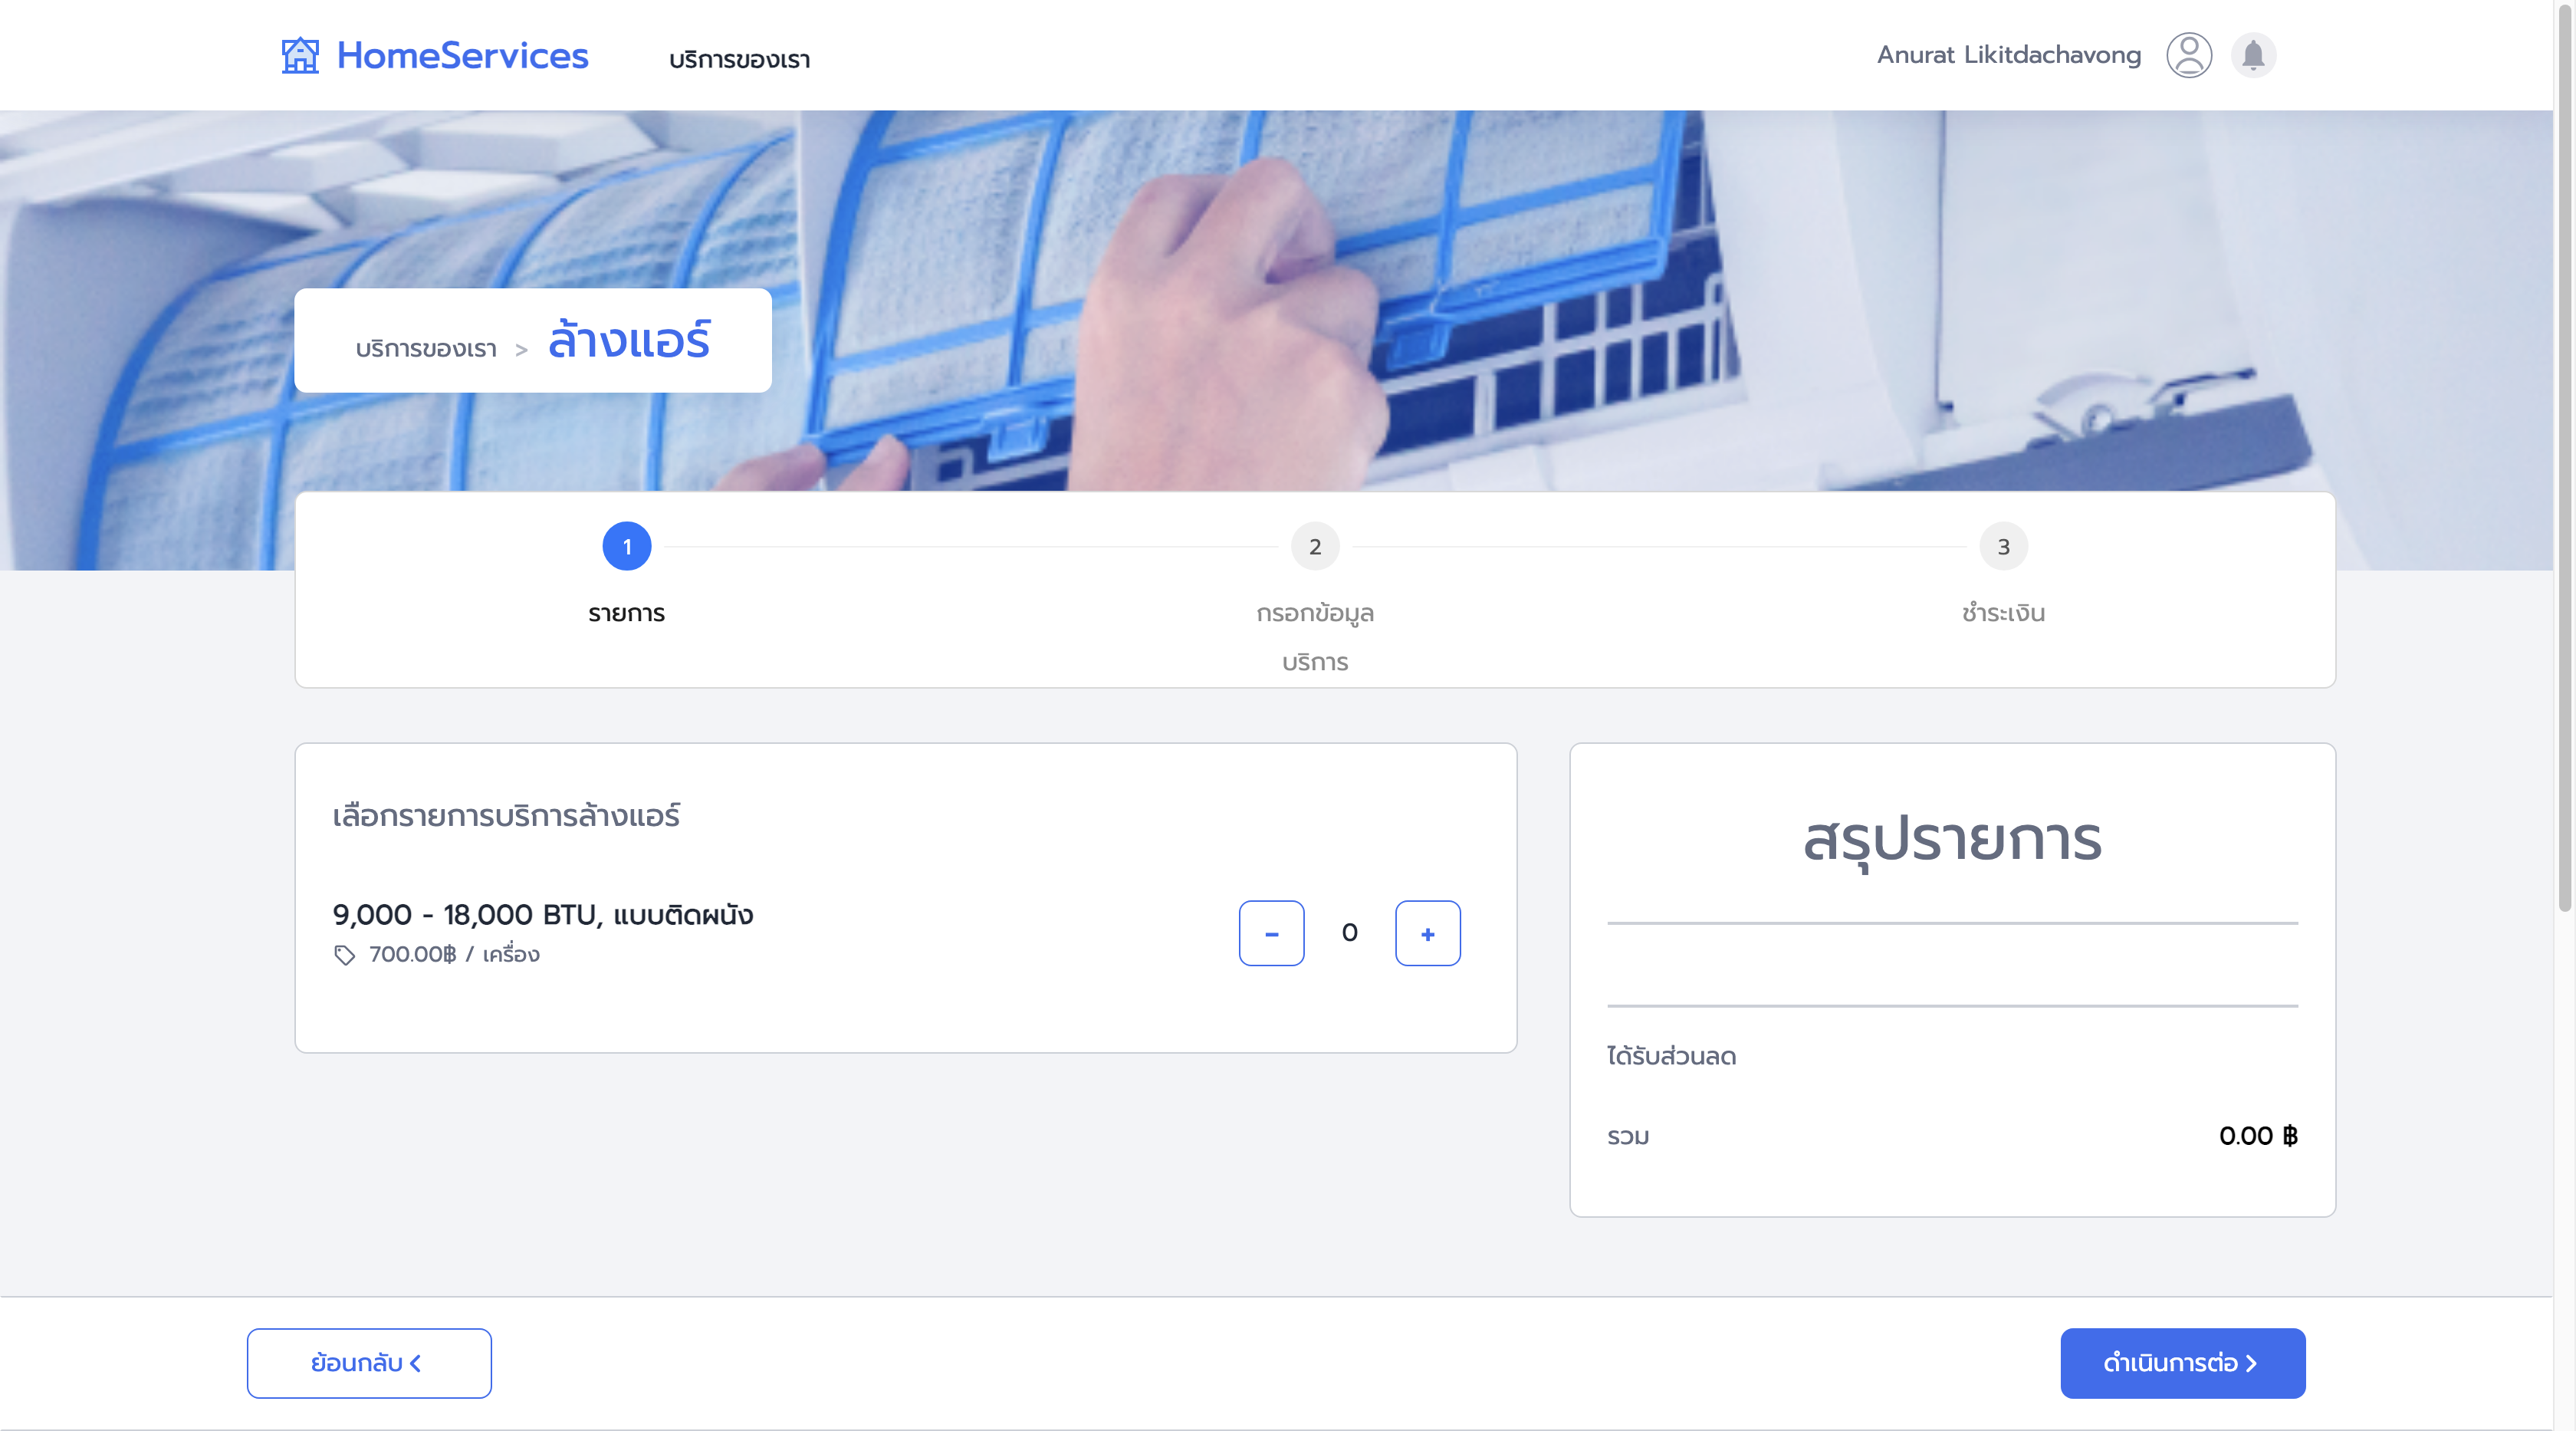 HomeServices
บริการของเรา
Anurat Likitdachavong
บริการของเรา > ล้างแอร์
1
2
3
รายการ
กรอกข้อมูล
บริการ
ชำระเงิน
เลือกรายการบริการล้างแอร์
9,000 - 18,000 BTU, แบบติดผนัง
700.00฿ / เครื่อง
- 0 +
สรุปรายการ
ได้รับส่วนลด
รวม 0.00 ฿
ย้อนกลับ <
ดำเนินการต่อ >